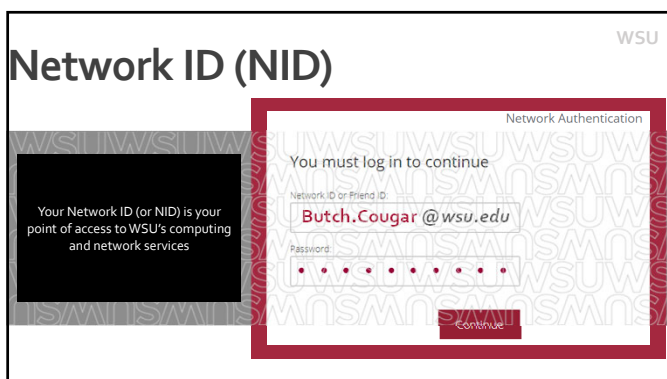 WSU
Network ID (NID)
Network Authentication
You must log in to continue
Network ID or Friend ID:
Butch.Cougar @wsu.edu
Password:
Continue
Your Network ID (or NID) is your
point of access to WSU's computing
and network services